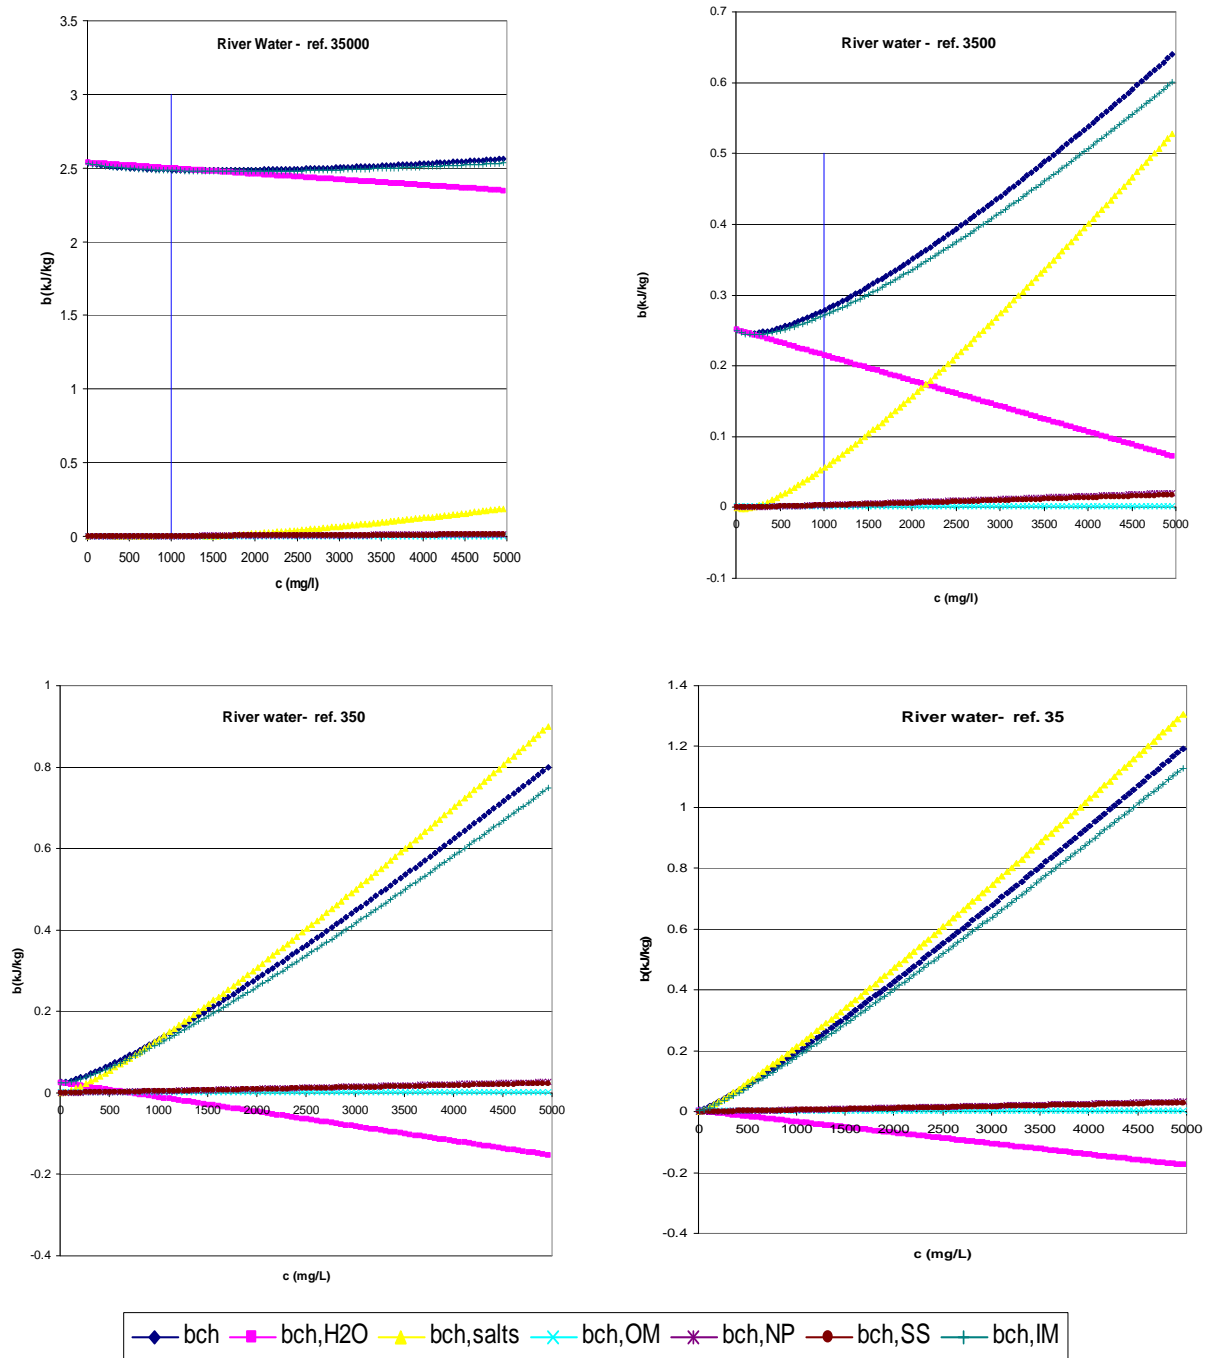 River Water - ref. 35000
3.5
3
2.5
2
1.5
1
0.5
0
b(kJ/kg)
0 500 1000 1500 2000 2500 3000 3500 4000 4500 5000
c (mg/l)
River water - ref. 3500
0.7
0.6
0.5
0.4
0.3
0.2
0.1
0
-0.1
b(kJ/kg)
0 500 1000 1500 2000 2500 3000 3500 4000 4500 5000
c (mg/l)
River water- ref. 350
1
0.8
0.6
0.4
0.2
0
-0.2
-0.4
b(kJ/kg)
0 500 1000 1500 2000 2500 3000 3500 4000 4500 5000
c (mg/L)
River water- ref. 35
1.4
1.2
1
0.8
0.6
0.4
0.2
0
-0.2
-0.4
b(kJ/kg)
0 500 1000 1500 2000 2500 3000 3500 4000 4500 5000
c (mg/L)
bch bch,H2O bch,salts bch,OM bch,NP bch,SS bch,IM